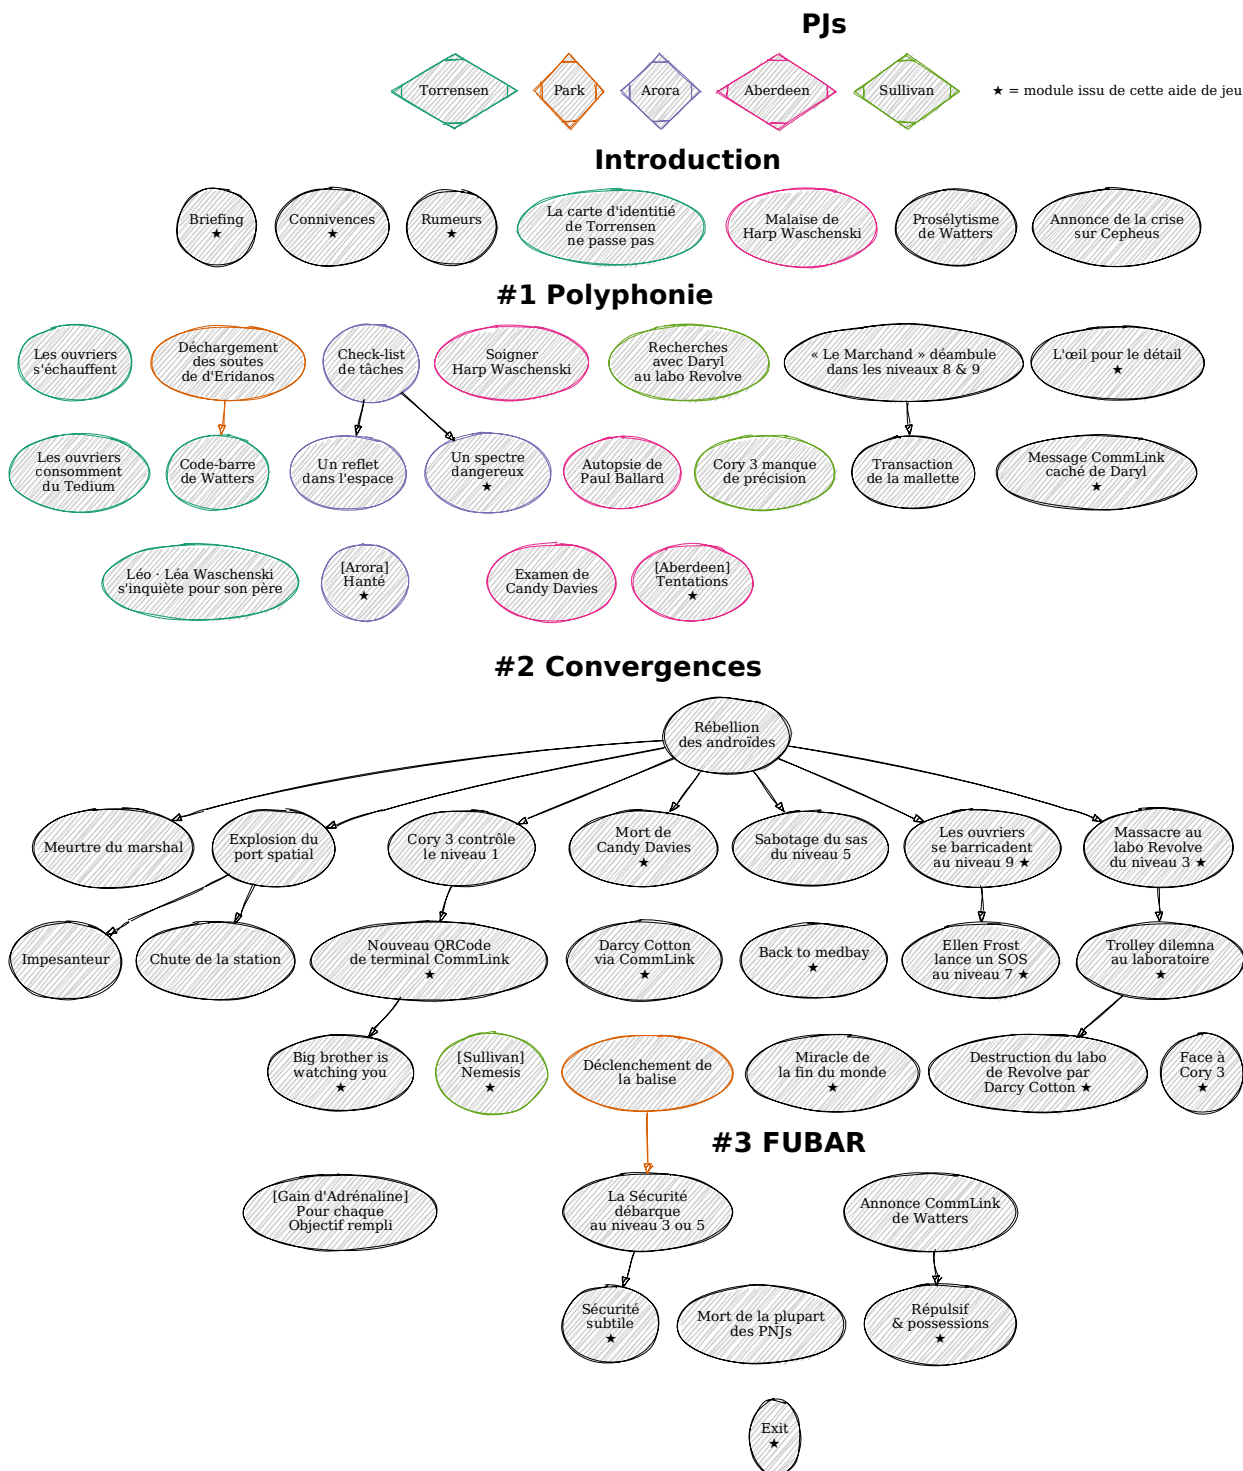 PJs
Torrensen
Park
Arora
Aberdeen
Sullivan
★ = module issu de cette aide de jeu
Introduction
Briefing
★
Connivences
★
Rumeurs
★
La carte d'identitié
de Torrensen
ne passe pas
Malaise de
Harp Waschenski
Prosélytisme
de Watters
Annonce de la crise
sur Cepheus
#1 Polyphonie
Les ouvriers
s'échauffent
Déchargement
des soutes
de d'Eridanos
Check-list
de tâches
Soigner
Harp Waschenski
Recherches
avec Daryl
au labo Revolve
« Le Marchand » déambule
dans les niveaux 8 & 9
L'œil pour le détail
★
Les ouvriers
consomment
du Tedium
Code-barre
de Watters
Un reflet
dans l'espace
Un spectre
dangereux
★
Autopsie de
Paul Ballard
Cory 3 manque
de précision
Transaction
de la mallette
Message CommLink
caché de Daryl
★
Léo · Léa Waschenski
s'inquiète pour son père
[Arora]
Hanté
★
Examen de
Candy Davies
[Aberdeen]
Tentations
★
#2 Convergences
Rébellion
des androïdes
Meurtre du marshal
Explosion du
port spatial
Cory 3 contrôle
le niveau 1
Mort de
Candy Davies
★
Sabotage du sas
du niveau 5
Les ouvriers
se barricadent
au niveau 9 ★
Massacre au
labo Revolve
du niveau 3 ★
Impesanteur
Chute de la station
Nouveau QRCode
de terminal CommLink
★
Darcy Cotton
via CommLink
★
Back to medbay
★
Ellen Frost
lance un SOS
au niveau 7 ★
Trolley dilemna
au laboratoire
★
Big brother is
watching you
★
[Sullivan]
Nemesis
★
Déclenchement de
la balise
Miracle de
la fin du monde
★
Destruction du labo
de Revolve par
Darcy Cotton ★
Face à
Cory 3
★
#3 FUBAR
[Gain d'Adrénaline]
Pour chaque
Objectif rempli
La Sécurité
débarque
au niveau 3 ou 5
Annonce CommLink
de Watters
Sécurité
subtile
★
Mort de la plupart
des PNJs
Répulsif
& possessions
★
Exit
★